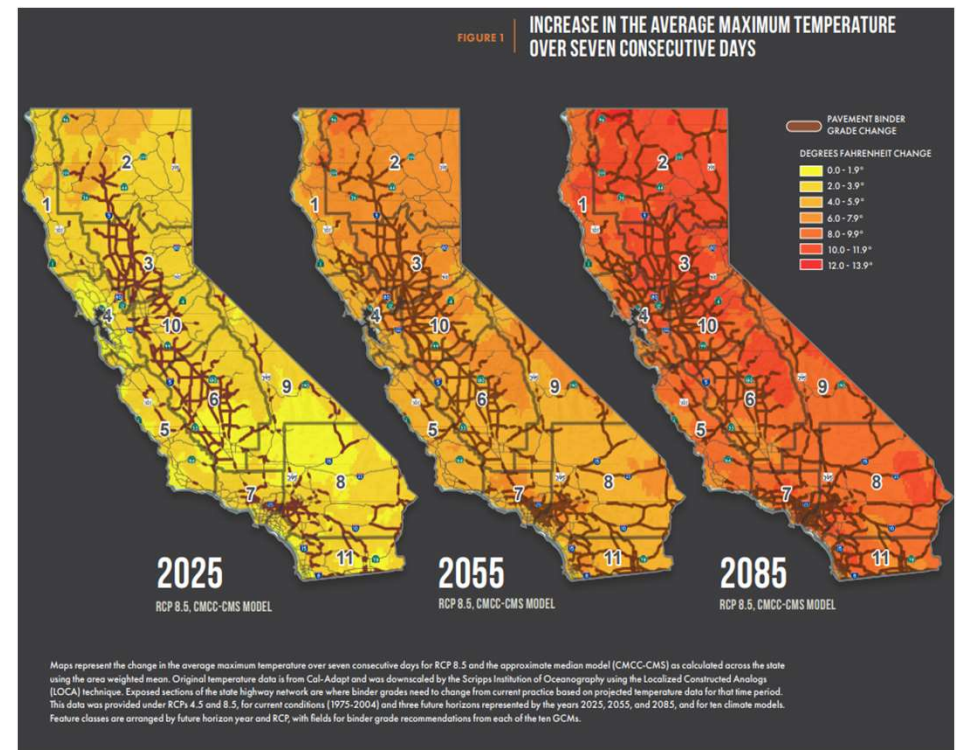 FIGURE 1
INCREASE IN THE AVERAGE MAXIMUM TEMPERATURE
OVER SEVEN CONSECUTIVE DAYS
PAVEMENT BINDER
GRADE CHANGE
DEGREES FAHRENHEIT CHANGE
0.0 - 1.9°
2.0 - 3.9°
4.0 - 5.9°
6.0 - 7.9°
8.0 - 9.9°
10.0 - 11.9°
12.0 - 13.9°
1
2
3
4
5
6
7
8
9
10
11
1
2
3
4
5
6
7
8
9
10
11
1
2
3
4
5
6
7
8
9
10
11
2025
RCP 8.5, CMCC-CMS MODEL
2055
RCP 8.5, CMCC-CMS MODEL
2085
RCP 8.5, CMCC-CMS MODEL
Maps represent the change in the average maximum temperature over seven consecutive days for RCP 8.5 and the approximate median model (CMCC-CMS) as calculated across the state
using the area weighted mean. Original temperature data is from Cal-Adapt and was downscaled by the Scripps Institution of Oceanography using the Localized Constructed Analogs
(LOCA) technique. Exposed sections of the state highway network are where binder grades need to change from current practice based on projected temperature data for that time period.
This data was provided under RCPs 4.5 and 8.5, for current conditions (1975-2004) and three future horizons represented by the years 2025, 2055, and 2085, and for ten climate models.
Feature classes are arranged by future horizon year and RCP, with fields for binder grade recommendations from each of the ten GCMs.